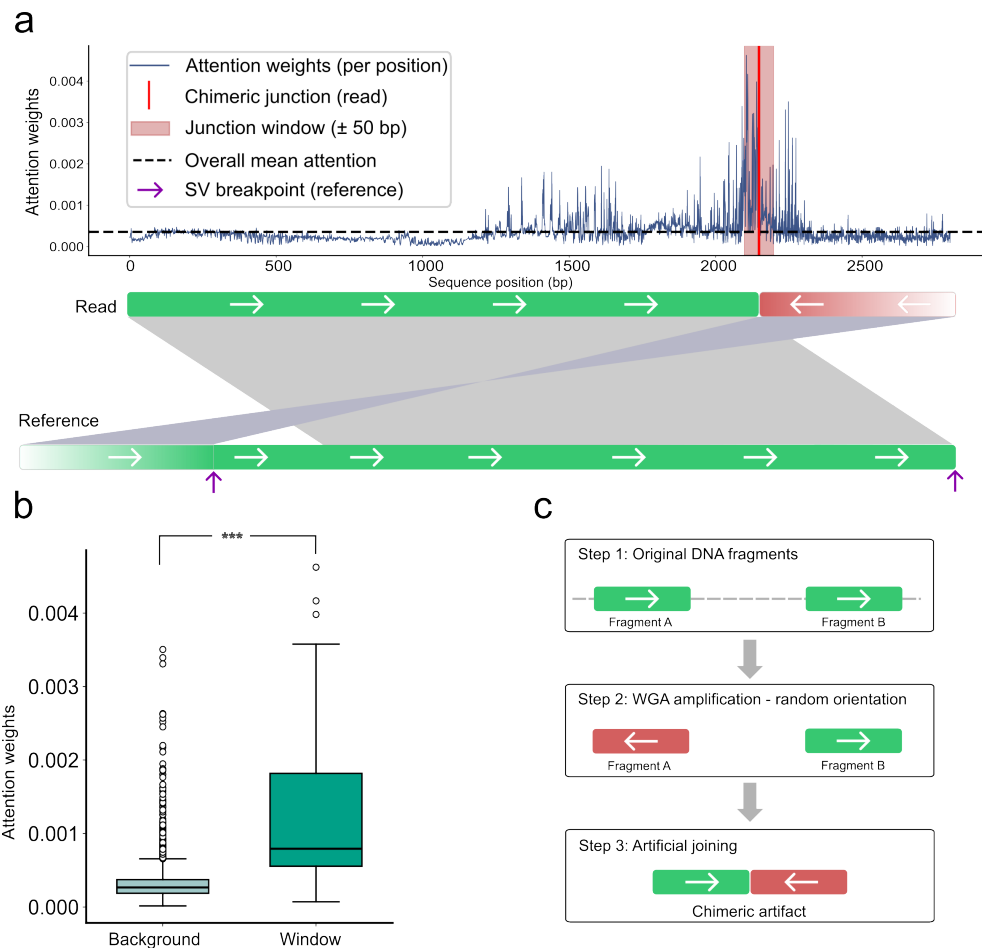 a
Attention weights
0.004
0.003
0.002
0.001
0.000
Attention weights (per position)
Chimeric junction (read)
Junction window (± 50 bp)
Overall mean attention
SV breakpoint (reference)
0
500
1000
1500
2000
2500
Sequence position (bp)
Read
Reference
b
***
Attention weights
0.004
0.003
0.002
0.001
0.000
Background
Window
c
Step 1: Original DNA fragments
Fragment A
Fragment B
Step 2: WGA amplification - random orientation
Fragment A
Fragment B
Step 3: Artificial joining
Chimeric artifact